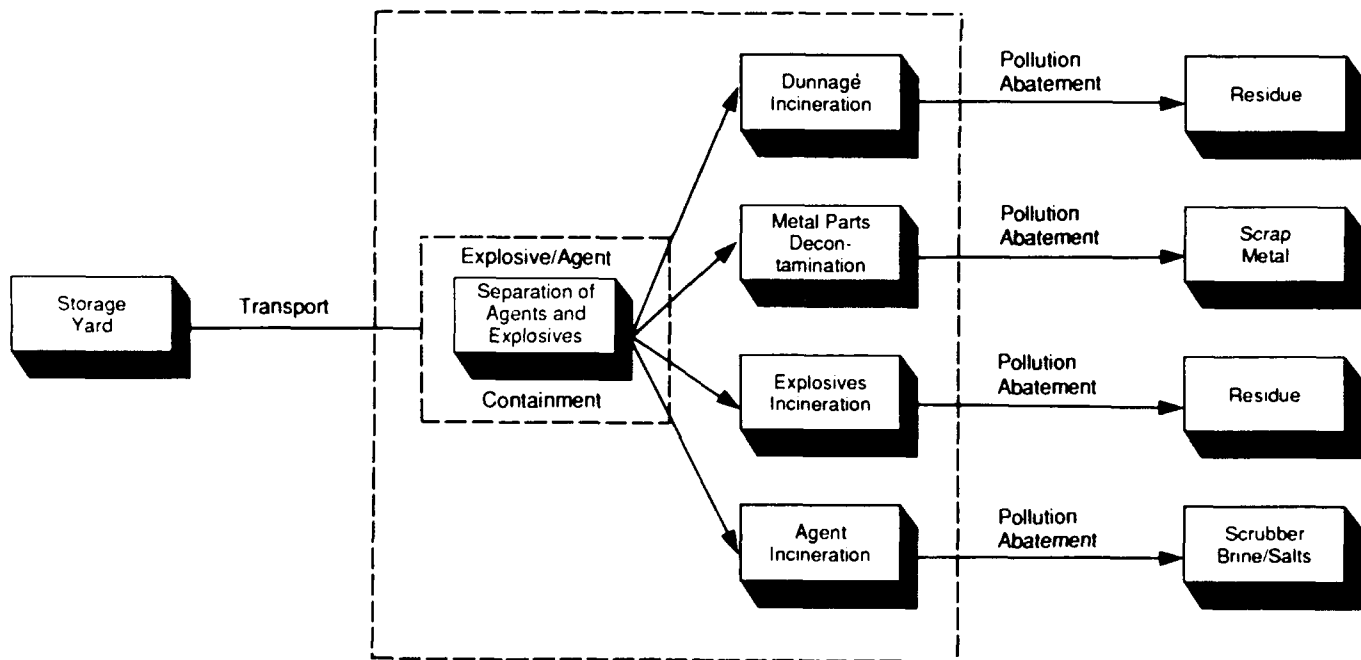 Storage
Yard
Transport
Explosive/Agent
Separation of
Agents and
Explosives
Containment
Dunnagé
Incineration
Pollution
Abatement
Residue
Metal Parts
Decon-
tamination
Pollution
Abatement
Scrap
Metal
Explosives
Incineration
Pollution
Abatement
Residue
Agent
Incineration
Pollution
Abatement
Scrubber
Brine/Salts